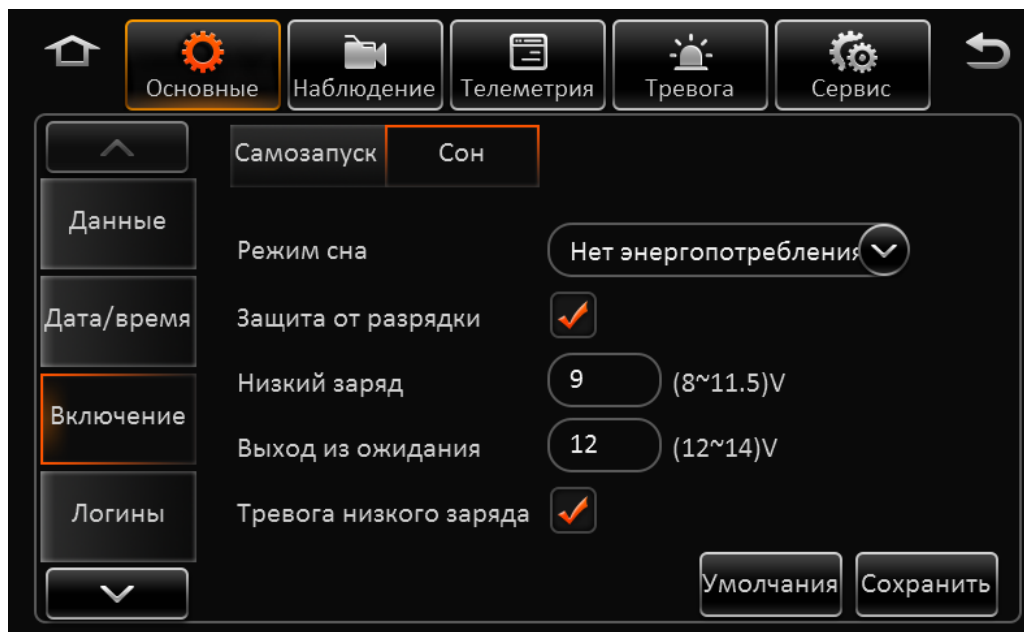 Основные
Наблюдение
Телеметрия
Тревога
Сервис
Самозапуск
Сон
Данные
Дата/время
Включение
Логины
Режим сна
Нет энергопотребления
Защита от разрядки
Низкий заряд
9
(8~11.5)V
Выход из ожидания
12
(12~14)V
Тревога низкого заряда
Умолчания
Сохранить